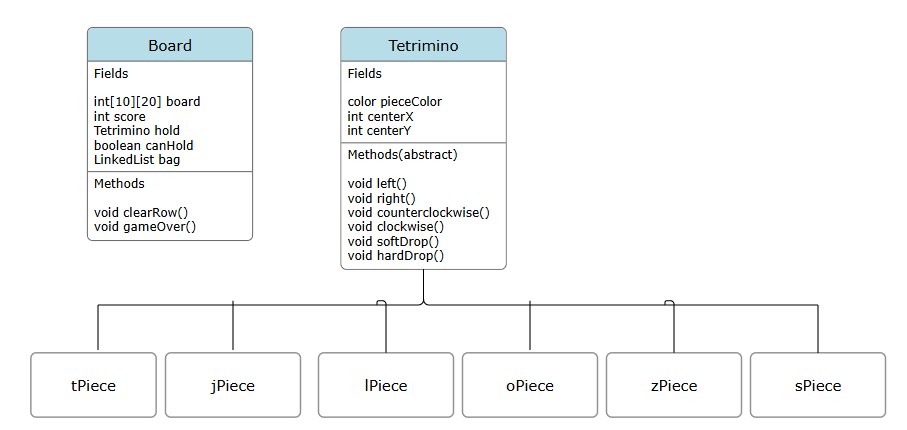 Board
Fields
int[10][20] board
int score
Tetrimino hold
boolean canHold
LinkedList bag
Methods
void clearRow()
void gameOver()
Tetrimino
Fields
color pieceColor
int centerX
int centerY
Methods(abstract)
void left()
void right()
void counterclockwise()
void clockwise()
void softDrop()
void hardDrop()
tPiece
jPiece
lPiece
oPiece
zPiece
sPiece